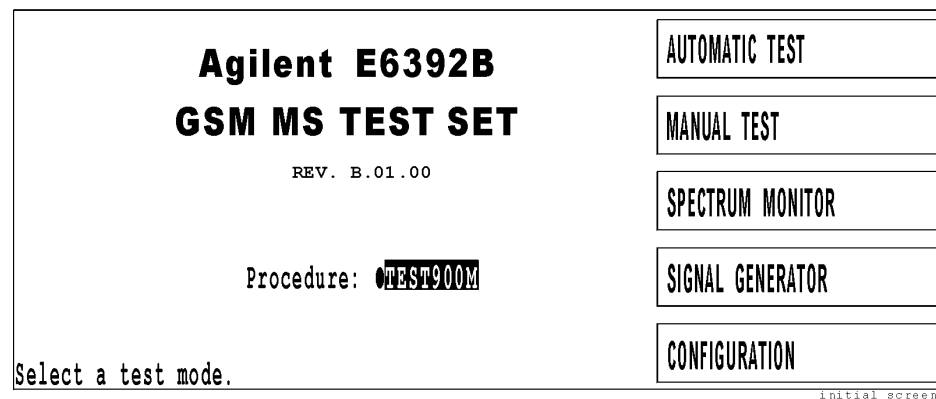 Agilent E6392B
GSM MS TEST SET
REV. B.01.00
Procedure: TEST900M
Select a test mode.
AUTOMATIC TEST
MANUAL TEST
SPECTRUM MONITOR
SIGNAL GENERATOR
CONFIGURATION
initial screen